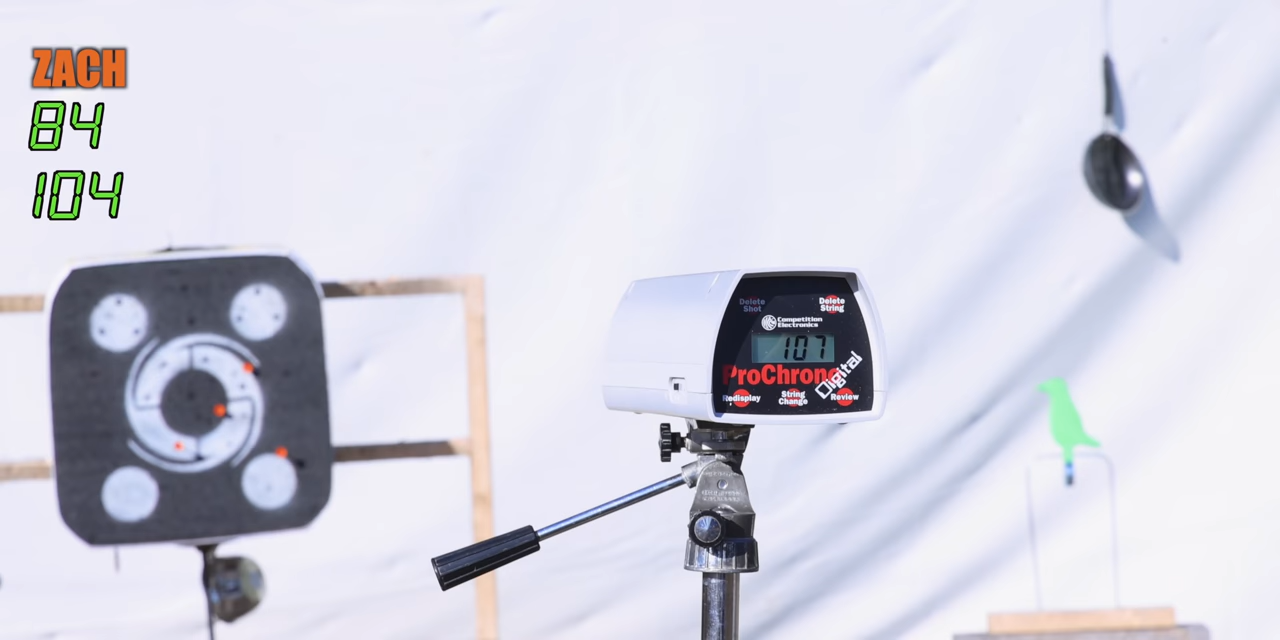 ZACH
84
104
Delete
Shot
Delete
String
Competition
Electronics
107
ProChrono
Digital
Redisplay
String
Change
Review